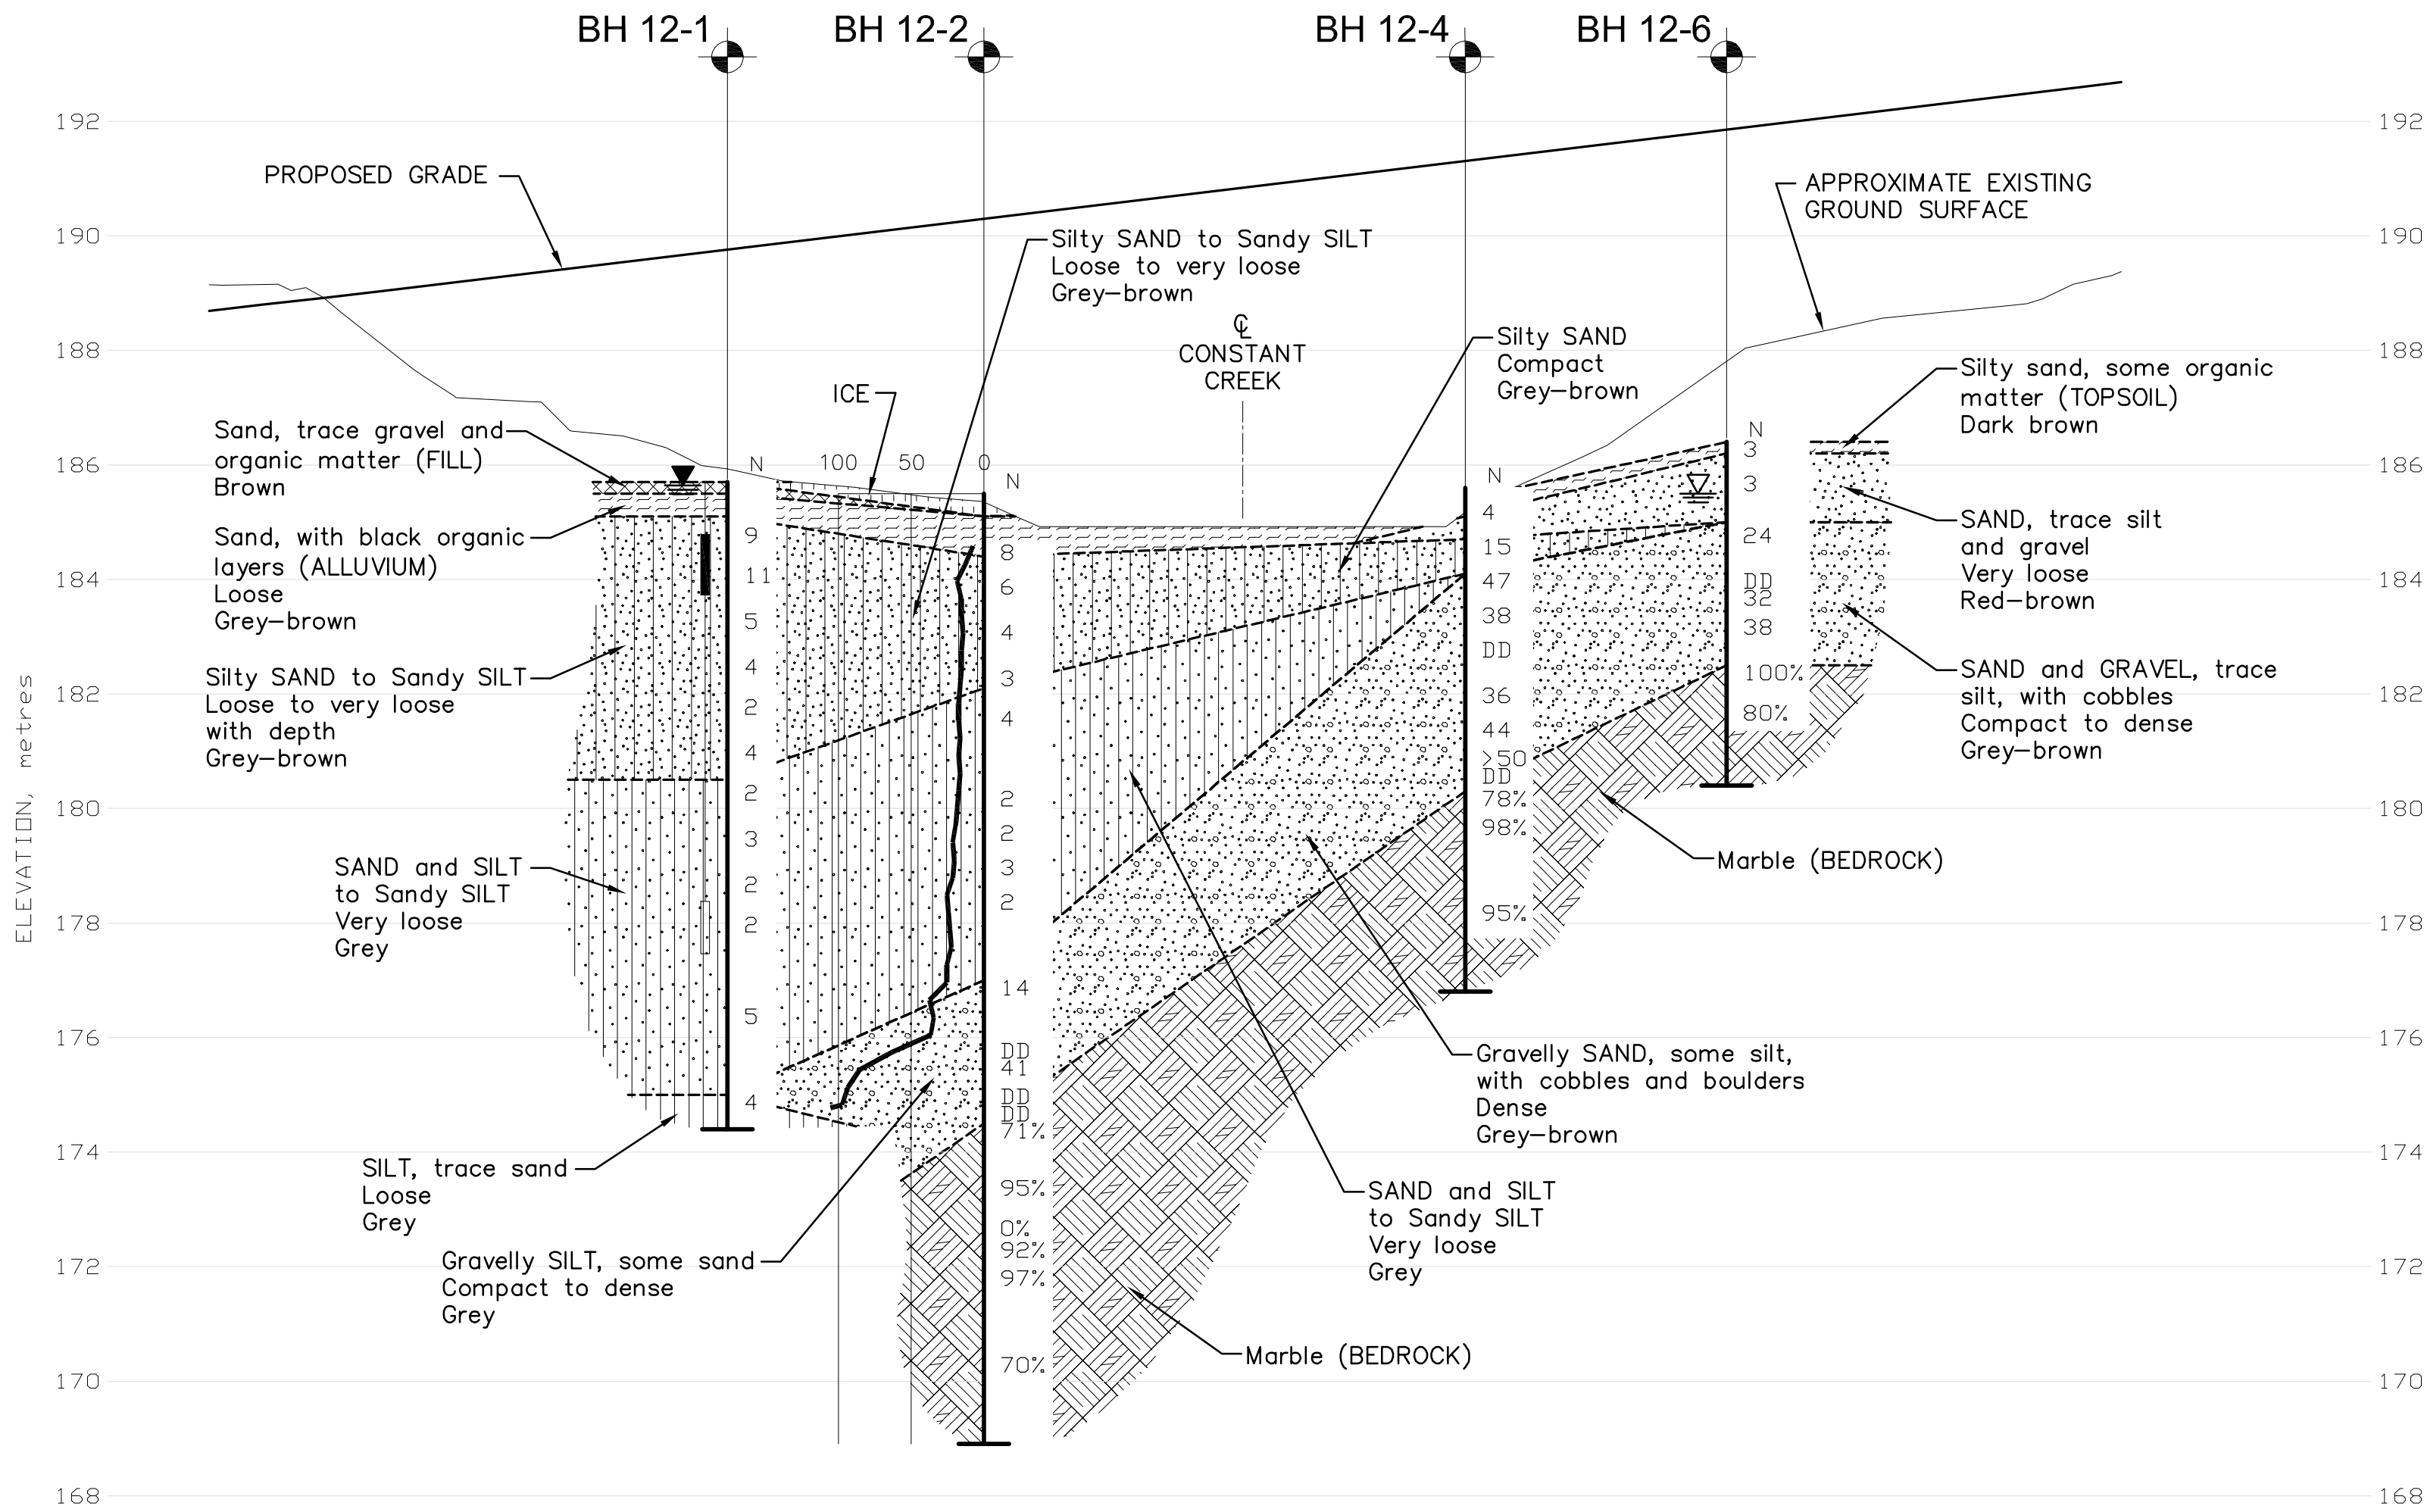 BH 12-1
BH 12-2
BH 12-4
BH 12-6
192
192
PROPOSED GRADE
APPROXIMATE EXISTING
GROUND SURFACE
190
190
Silty SAND to Sandy SILT
Loose to very loose
Grey-brown
℄
CONSTANT
CREEK
Silty SAND
Compact
Grey-brown
188
188
Silty sand, some organic
matter (TOPSOIL)
Dark brown
ICE
Sand, trace gravel and
organic matter (FILL)
Brown
186
186
N
100
50
0
N
N
N
Sand, with black organic
layers (ALLUVIUM)
Loose
Grey-brown
SAND, trace silt
and gravel
Very loose
Red-brown
184
184
Silty SAND to Sandy SILT
Loose to very loose
with depth
Grey-brown
SAND and GRAVEL, trace
silt, with cobbles
Compact to dense
Grey-brown
182
182
ELEVATION, metres
180
180
9
11
5
4
2
4
2
3
2
2
5
4
8
6
4
3
4
2
2
3
2
14
DD
41
DD
DD
71%
95%
0%
92%
97%
70%
4
15
47
38
DD
36
44
>50
DD
78%
98%
95%
3
3
24
DD
32
38
100%
80%
Marble (BEDROCK)
SAND and SILT
to Sandy SILT
Very loose
Grey
178
178
176
176
Gravelly SAND, some silt,
with cobbles and boulders
Dense
Grey-brown
174
174
SILT, trace sand
Loose
Grey
SAND and SILT
to Sandy SILT
Very loose
Grey
172
172
Gravelly SILT, some sand
Compact to dense
Grey
Marble (BEDROCK)
170
170
168
168